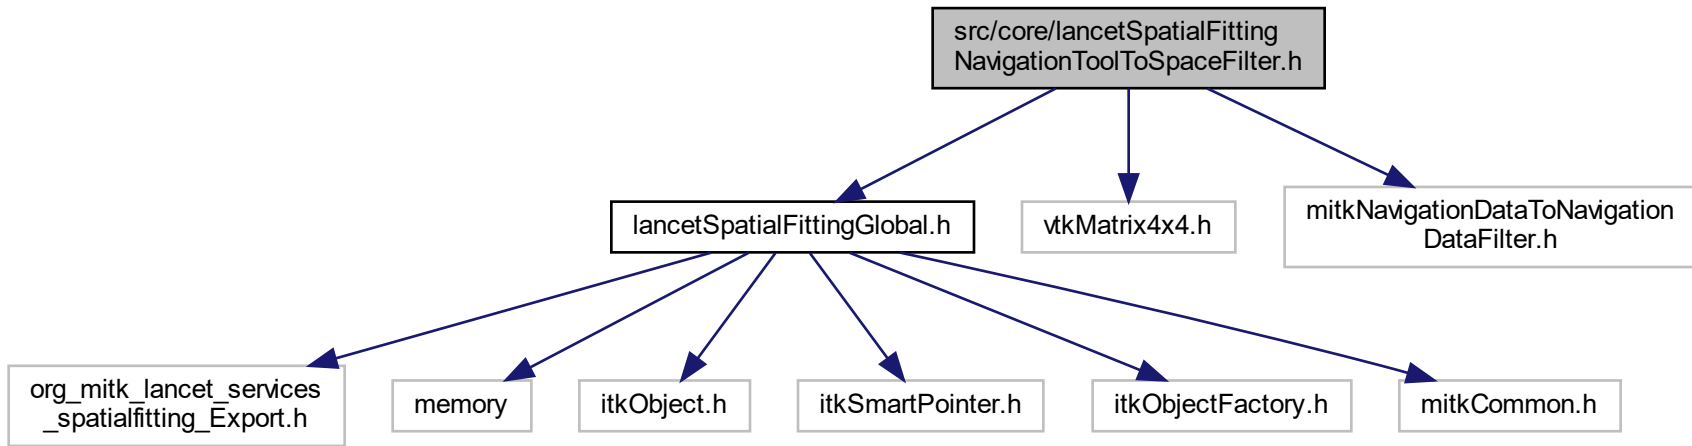 src/core/lancetSpatialFitting
NavigationToolToSpaceFilter.h
lancetSpatialFittingGlobal.h
vtkMatrix4x4.h
mitkNavigationDataToNavigation
DataFilter.h
org_mitk_lancet_services
_spatialfitting_Export.h
memory
itkObject.h
itkSmartPointer.h
itkObjectFactory.h
mitkCommon.h